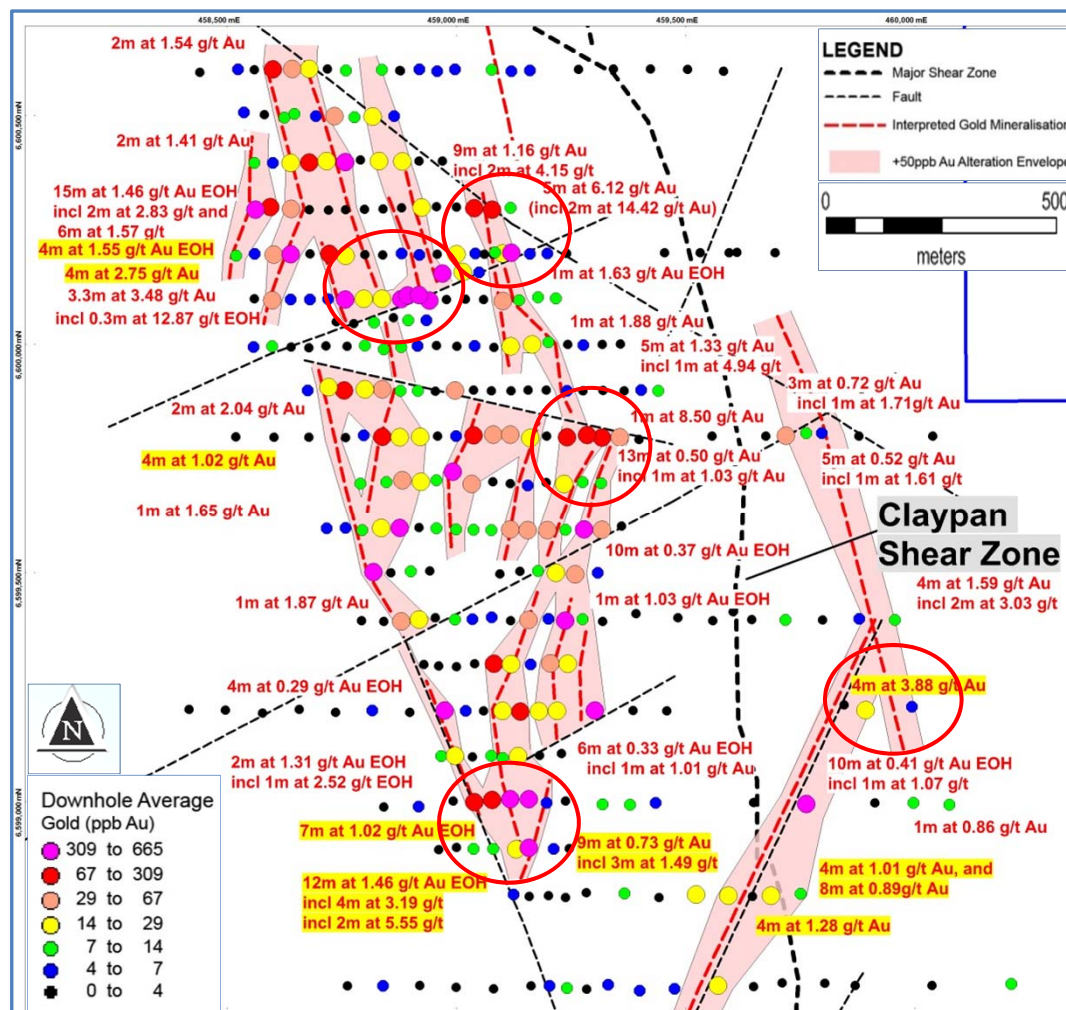 458,500 mE
459,000 mE
459,500 mE
460,000 mE
6,600,500 mN
6,600,000 mN
6,599,500 mN
6,599,000 mN
LEGEND
Major Shear Zone
Fault
Interpreted Gold Mineralisation
+50ppb Au Alteration Envelope
0
500
meters
2m at 1.54 g/t Au
2m at 1.41 g/t Au
9m at 1.16 g/t Au
incl 2m at 4.15 g/t
5m at 6.12 g/t Au
(incl 2m at 14.42 g/t Au)
15m at 1.46 g/t Au EOH
incl 2m at 2.83 g/t and
6m at 1.57 g/t
4m at 1.55 g/t Au EOH
4m at 2.75 g/t Au
3.3m at 3.48 g/t Au
incl 0.3m at 12.87 g/t EOH
1m at 1.63 g/t Au EOH
1m at 1.88 g/t Au
5m at 1.33 g/t Au
incl 1m at 4.94 g/t
3m at 0.72 g/t Au
incl 1m at 1.71g/t Au
2m at 2.04 g/t Au
1m at 8.50 g/t Au
4m at 1.02 g/t Au
13m at 0.50 g/t Au
incl 1m at 1.03 g/t Au
5m at 0.52 g/t Au
incl 1m at 1.61 g/t
1m at 1.65 g/t Au
Claypan
Shear Zone
10m at 0.37 g/t Au EOH
1m at 1.87 g/t Au
1m at 1.03 g/t Au EOH
4m at 1.59 g/t Au
incl 2m at 3.03 g/t
4m at 0.29 g/t Au EOH
4m at 3.88 g/t Au
N
2m at 1.31 g/t Au
incl 1m at 2.52 g/t EOH
6m at 0.33 g/t Au EOH
incl 1m at 1.01 g/t Au
10m at 0.41 g/t Au EOH
incl 1m at 1.07 g/t
1m at 0.86 g/t Au
7m at 1.02 g/t Au EOH
9m at 0.73 g/t Au
incl 3m at 1.49 g/t
12m at 1.46 g/t Au EOH
incl 4m at 3.19 g/t
incl 2m at 5.55 g/t
4m at 1.01 g/t Au, and
8m at 0.89g/t Au
4m at 1.28 g/t Au
Downhole Average
Gold (ppb Au)
309 to 665
67 to 309
29 to 67
14 to 29
7 to 14
4 to 7
0 to 4